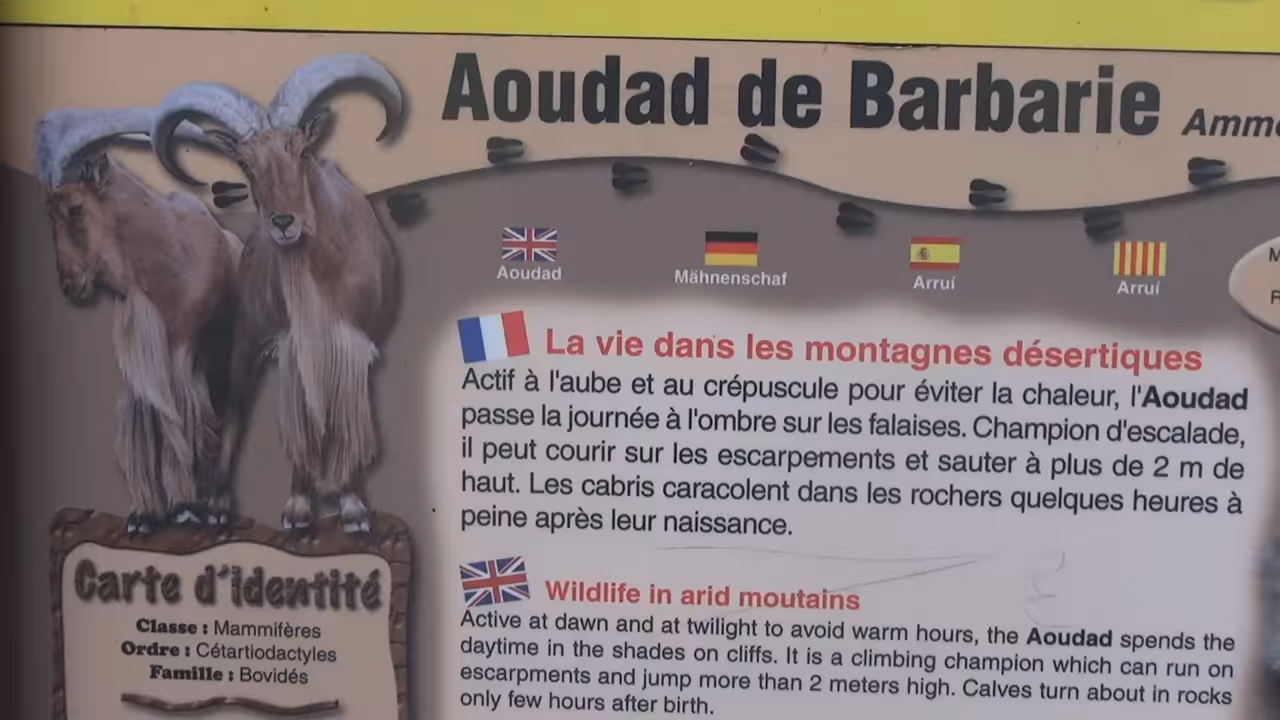 Aoudad de Barbarie Amm
Aoudad
Mähnenschaf
Arruí
Arruí
La vie dans les montagnes désertiques
Actif à l'aube et au crépuscule pour éviter la chaleur, l'Aoudad
passe la journée à l'ombre sur les falaises. Champion d'escalade,
il peut courir sur les escarpements et sauter à plus de 2 m de
haut. Les cabris caracolent dans les rochers quelques heures à
peine après leur naissance.
Wildlife in arid moutains
Active at dawn and at twilight to avoid warm hours, the Aoudad spends the
daytime in the shades on cliffs. It is a climbing champion which can run on
escarpments and jump more than 2 meters high. Calves turn about in rocks
only few hours after birth.
Carte d'identité
Classe : Mammifères
Ordre : Cétartiodactyles
Famille : Bovidés